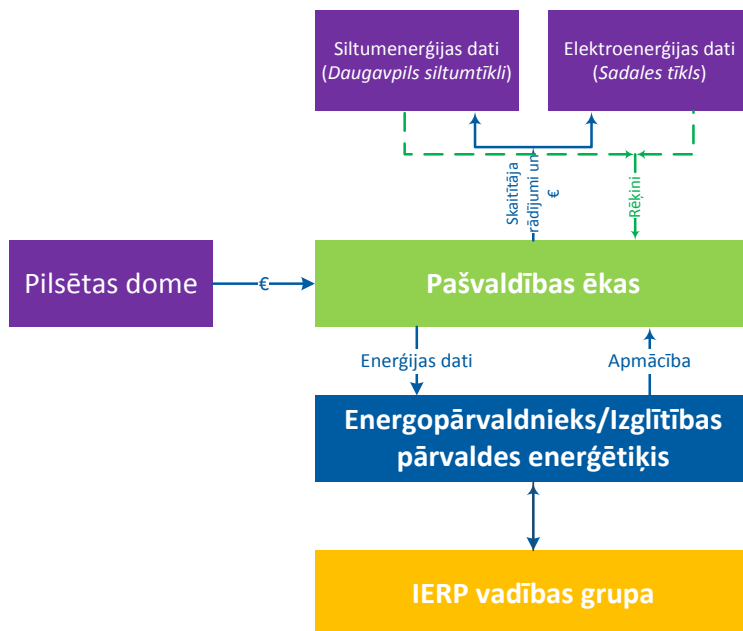 Siltumenerģijas dati
(Daugavpils siltumtīkli)
Elektroenerģijas dati
(Sadales tīkls)
Skaitītāja
rādījumi un
€
Rēķini
Pilsētas dome
€
Pašvaldības ēkas
Enerģijas dati
Apmācība
Energopārvaldnieks/Izglītības
pārvaldes enerģētiķis
IERP vadības grupa